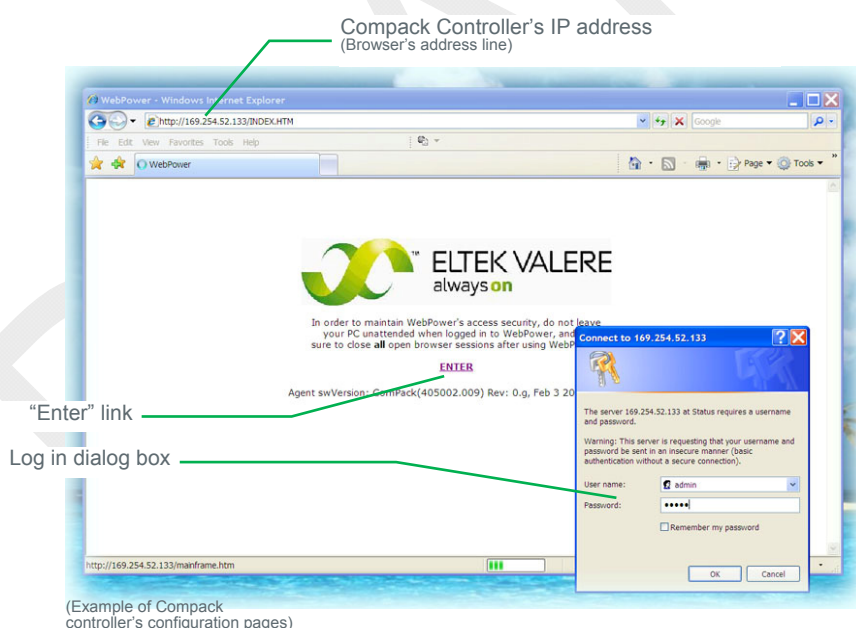 Compack Controller's IP address
(Browser's address line)
WebPower - Windows Internet Explorer
http://169.254.52.133/INDEX.HTM
Google
File Edit View Favorites Tools Help
WebPower
Page
Tools
"
™
ELTEK VALERE
always on
In order to maintain WebPower's access security, do not leave
your PC unattended when logged in to WebPower, and
sure to close all open browser sessions after using
ENTER
Agent swVersion: ComPack(405002.009) Rev: 0.g, Feb 3
Connect to 169.254.52.133
The server 169.254.52.133 at Status requires a username
and password.
Warning: This server is requesting that your username and
password be sent in an insecure manner (basic
authentication without a secure connection).
User name:
admin
Password:
•••••
Remember my password
OK
Cancel
"Enter" link
Log in dialog box
http://169.254.52.133/mainframe.htm
(Example of Compack
controller's configuration pages)